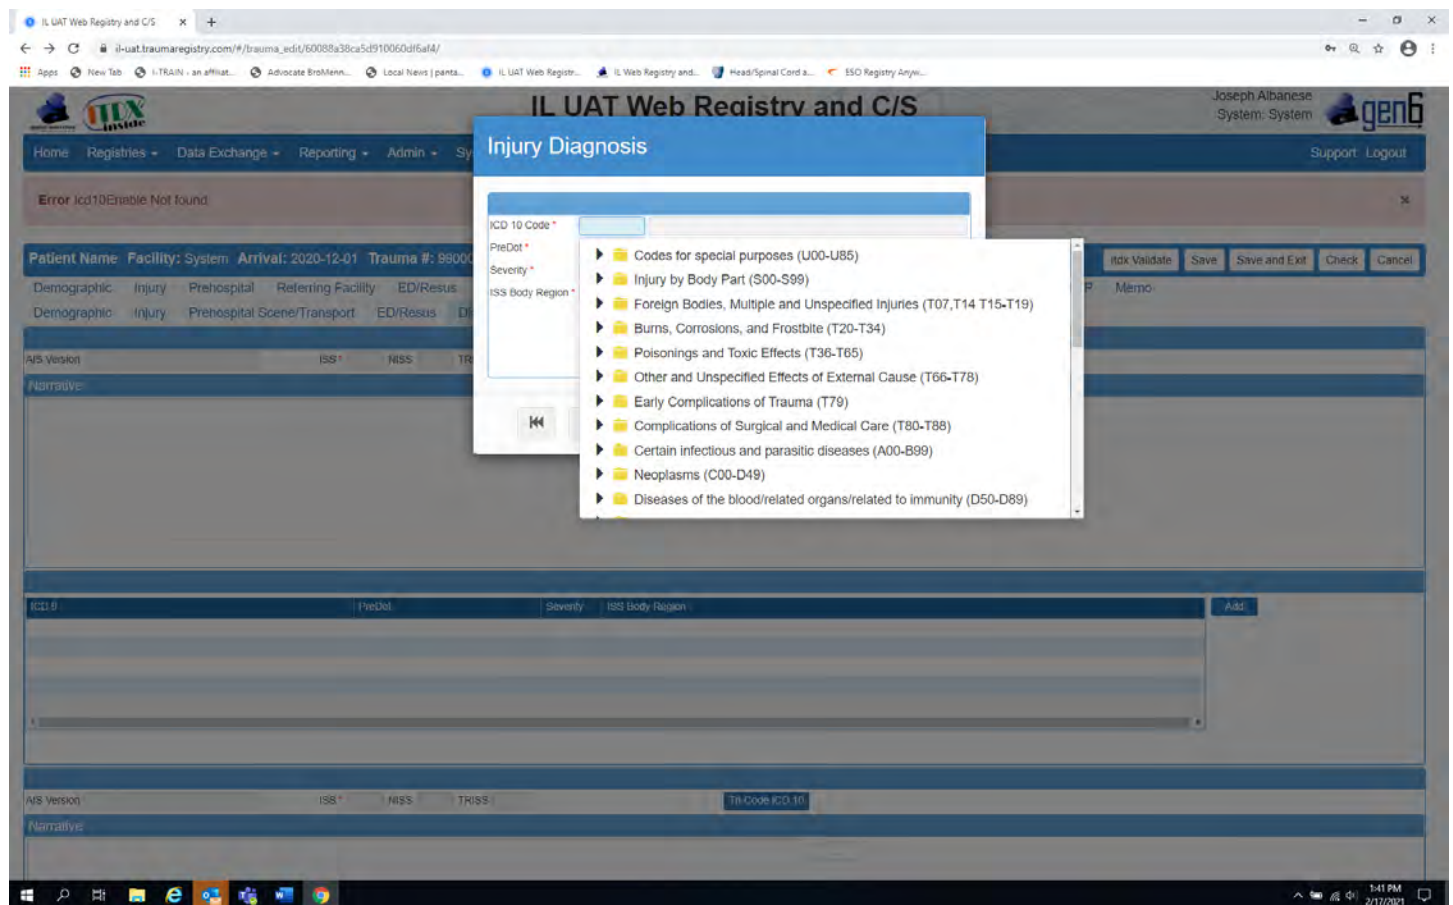 IL UAT Web Registry and C/S
il-uat.traumaregistry.com/#/trauma_edit/60088a38ca5d910060df6af4/
Apps New Tab I-TRAIN - an affiliat... Advocate BroMenn... Local News | panta... IL UAT Web Registr... IL Web Registry and... Head/Spinal Cord a... ESO Registry Anyw...
ITDX inside
IL UAT Web Registry and C/S
Joseph Albanese
System: System
gen6
Home Registries Data Exchange Reporting Admin Sy
Support Logout
Injury Diagnosis
Error Icd10Enable Not found
ICD 10 Code *
PreDot *
Severity *
ISS Body Region *
Codes for special purposes (U00-U85)
Injury by Body Part (S00-S99)
Foreign Bodies, Multiple and Unspecified Injuries (T07,T14 T15-T19)
Burns, Corrosions, and Frostbite (T20-T34)
Poisonings and Toxic Effects (T36-T65)
Other and Unspecified Effects of External Cause (T66-T78)
Early Complications of Trauma (T79)
Complications of Surgical and Medical Care (T80-T88)
Certain infectious and parasitic diseases (A00-B99)
Neoplasms (C00-D49)
Diseases of the blood/related organs/related to immunity (D50-D89)
Patient Name Facility: System Arrival: 2020-12-01 Trauma #: 99000
itdx Validate Save Save and Exit Check Cancel
Demographic Injury Prehospital Referring Facility ED/Resus P Memo
Demographic Injury Prehospital Scene/Transport ED/Resus Di
AIS Version ISS* NISS TR
Narrative
ICD 9 PreDot Severity ISS Body Region Add
AIS Version ISS* NISS TRISS Tri-Code ICD 10
Narrative
1:41 PM
2/17/2021